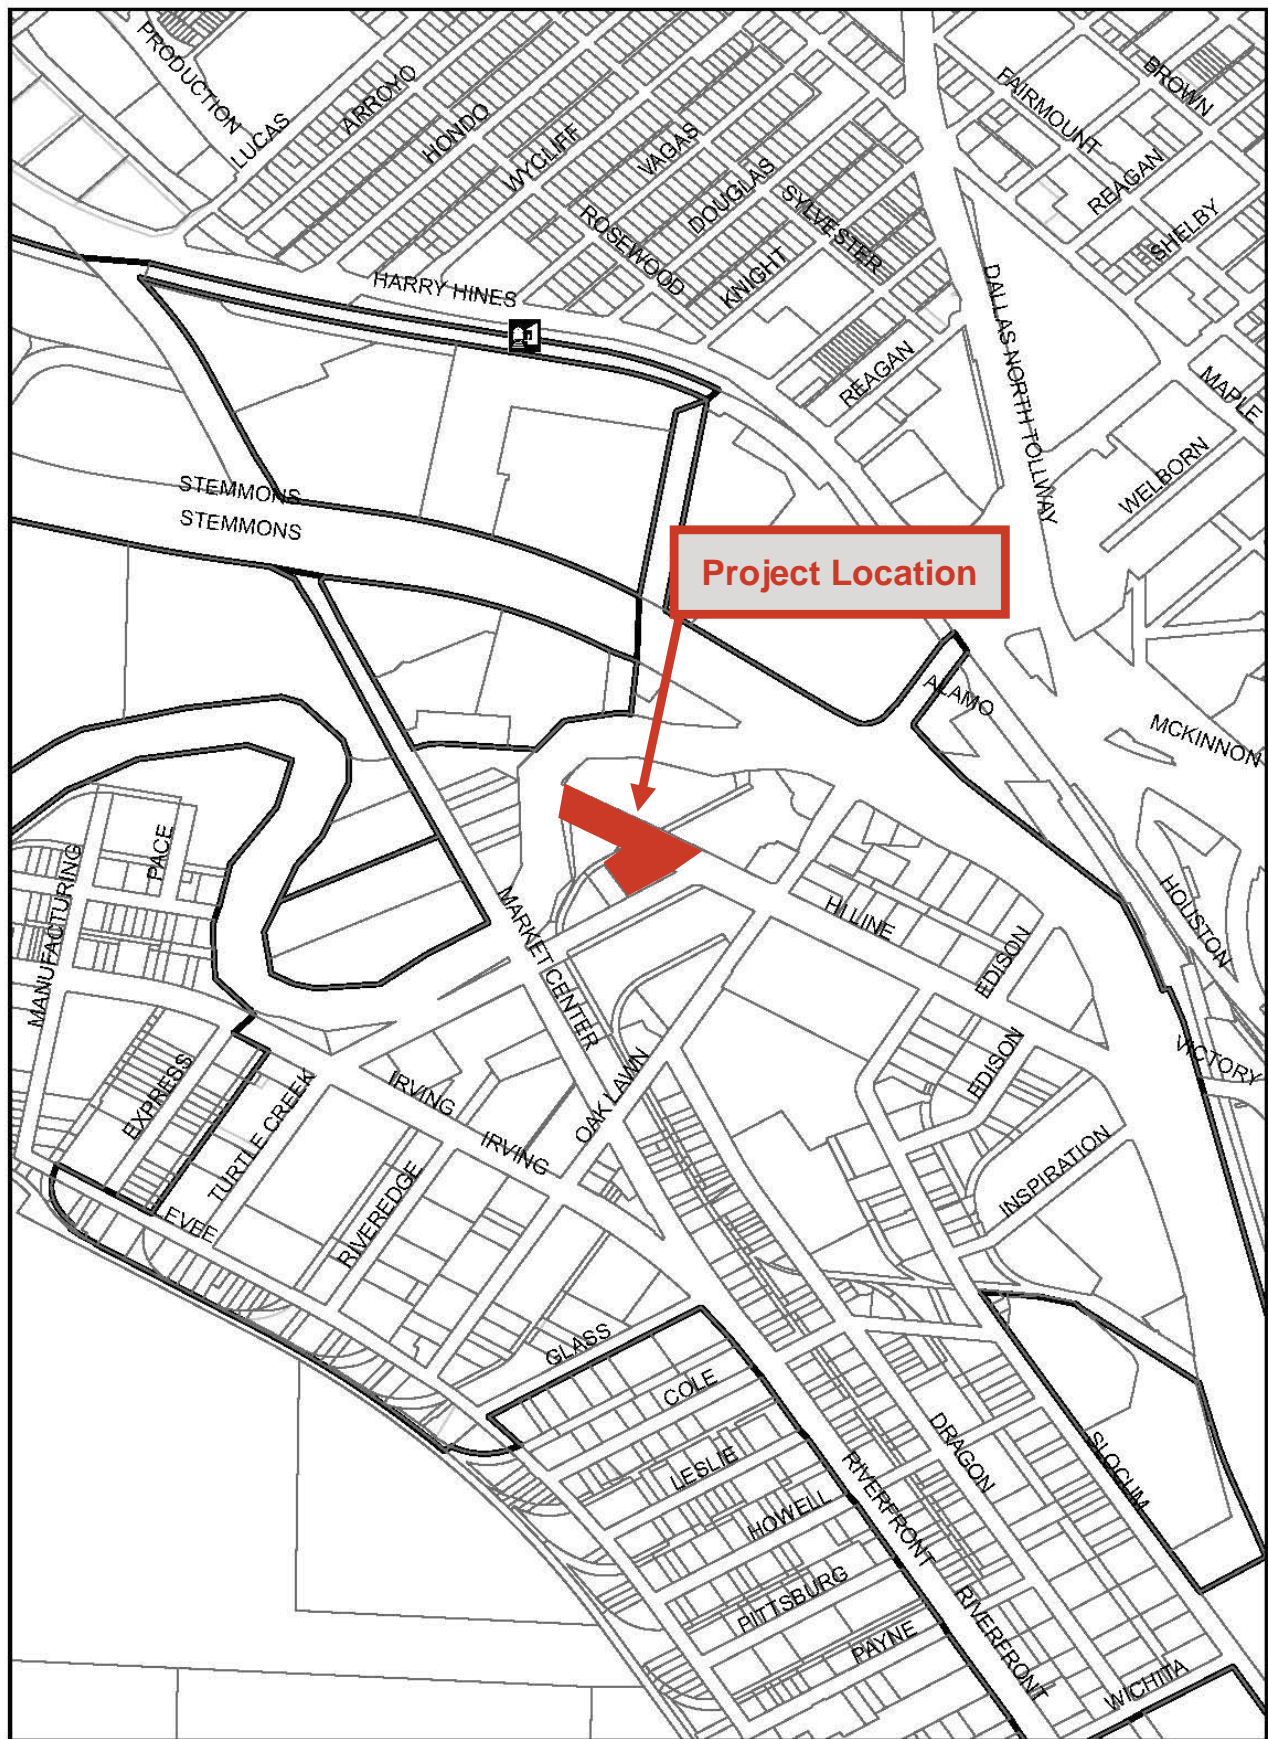 PRODUCTION
LUCAS
ARROYO
HONDO
WYCLIFF
VAGAS
DOUGLAS
ROSEWOOD
SYLVESTER
KNIGHT
REAGAN
FAIRMOUNT
BROWN
REAGAN
SHELBY
HARRY HINES
DALLAS NORTH TOLLWAY
MAPLE
WELBORN
STEMMONS
STEMMONS
Project Location
ALAMO
MCKINNON
PACE
MANUFACTURING
MARKET CENTER
HI LINE
EDISON
HOUSTON
EDISON
VICTORY
EXPRESS
TURTLE CREEK
IRVING
IRVING
OAK LAWN
INSPIRATION
RIVEREDGE
LEVEE
GLASS
COLE
LESLIE
HOWELL
PITTSBURG
PAYNE
RIVERFRONT
DRAGON
SLOCUM
RIVERFRONT
WICHITA